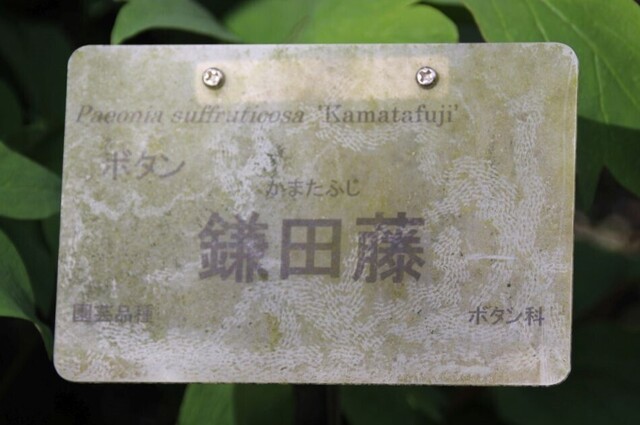 Paeonia suffruticosa 'Kamatafuji'
ボタン
かまたふじ
鎌田藤
園芸品種 ボタン科